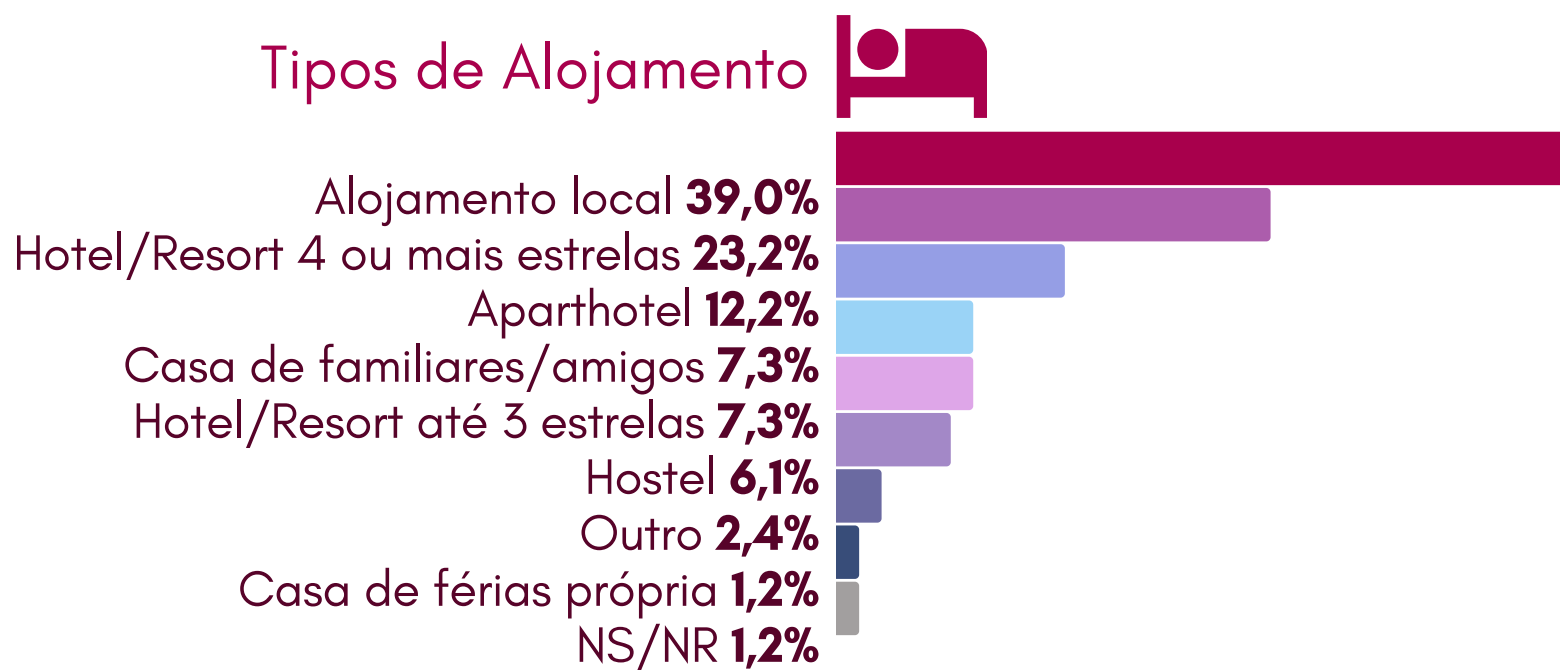 Tipos de Alojamento
Alojamento local 39,0%
Hotel/Resort 4 ou mais estrelas 23,2%
Aparthotel 12,2%
Casa de familiares/amigos 7,3%
Hotel/Resort até 3 estrelas 7,3%
Hostel 6,1%
Outro 2,4%
Casa de férias própria 1,2%
NS/NR 1,2%